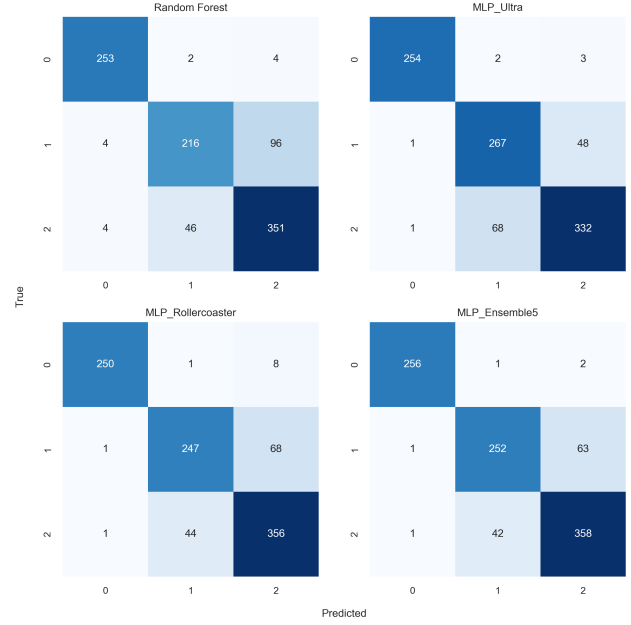 Random Forest
MLP_Ultra
0 253 2 4
0 254 2 3
1 4 216 96
1 1 267 48
2 4 46 351
2 1 68 332
0 1 2
0 1 2
True
MLP_Rollercoaster
MLP_Ensemble5
0 250 1 8
0 256 1 2
1 1 247 68
1 1 252 63
2 1 44 356
2 1 42 358
0 1 2
0 1 2
Predicted